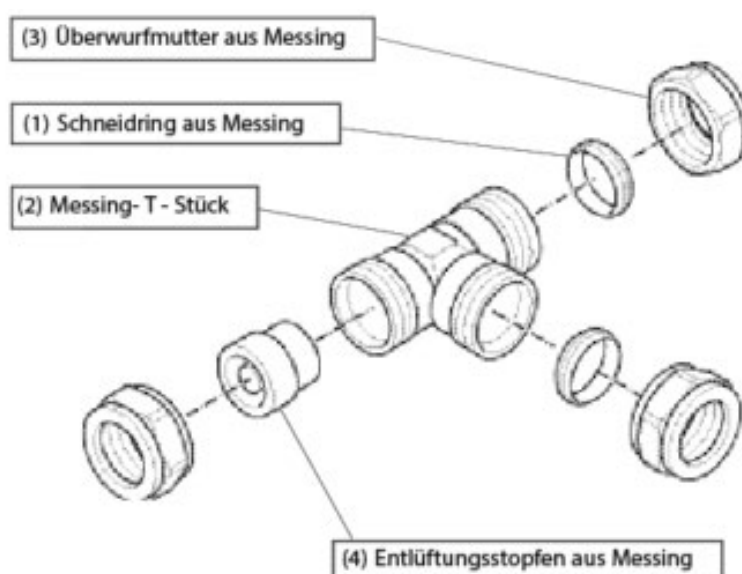 (3) Überwurfmutter aus Messing
(1) Schneidring aus Messing
(2) Messing- T - Stück
(4) Entlüftungsstopfen aus Messing